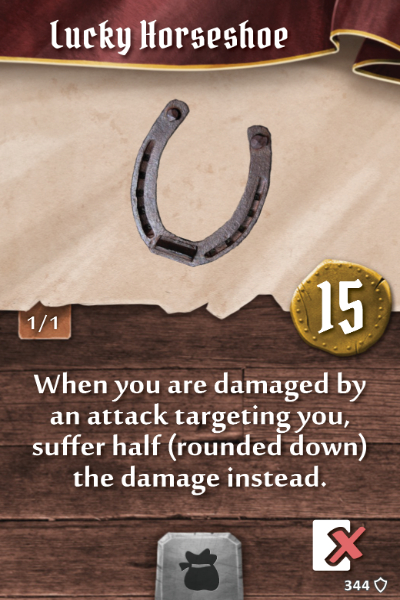 Lucky Horseshoe
1/1
15
When you are damaged by
an attack targeting you,
suffer half (rounded down)
the damage instead.
344